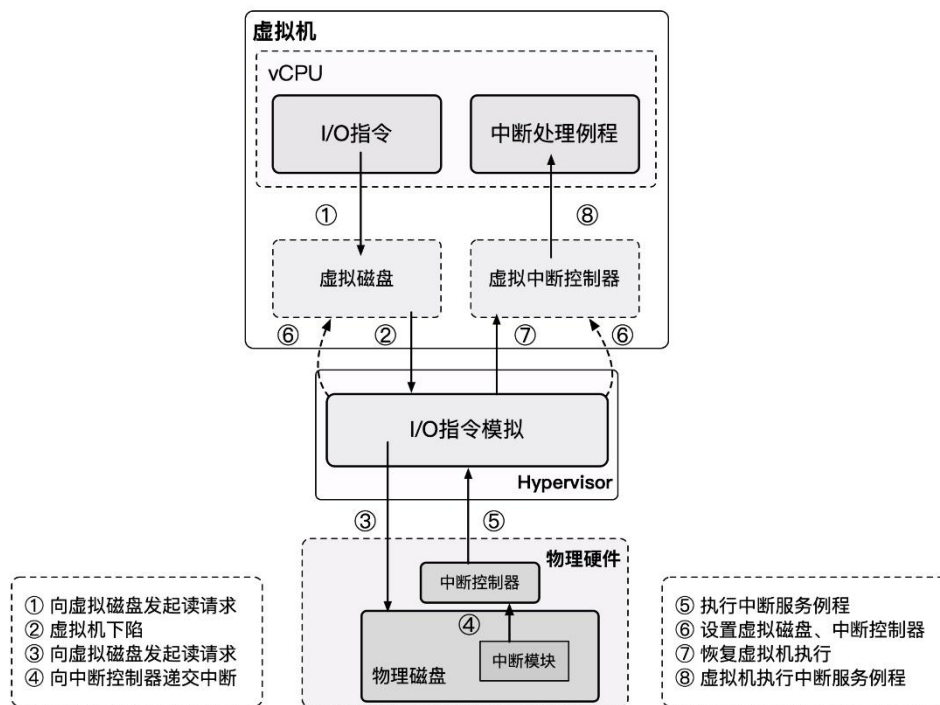 虚拟机
vCPU
I/O指令
中断处理例程
①
⑧
虚拟磁盘
虚拟中断控制器
⑥
②
⑦
⑥
I/O指令模拟
Hypervisor
③
⑤
物理硬件
中断控制器
④
中断模块
物理磁盘
① 向虚拟磁盘发起读请求
② 虚拟机下陷
③ 向虚拟磁盘发起读请求
④ 向中断控制器递交中断
⑤ 执行中断服务例程
⑥ 设置虚拟磁盘、中断控制器
⑦ 恢复虚拟机执行
⑧ 虚拟机执行中断服务例程